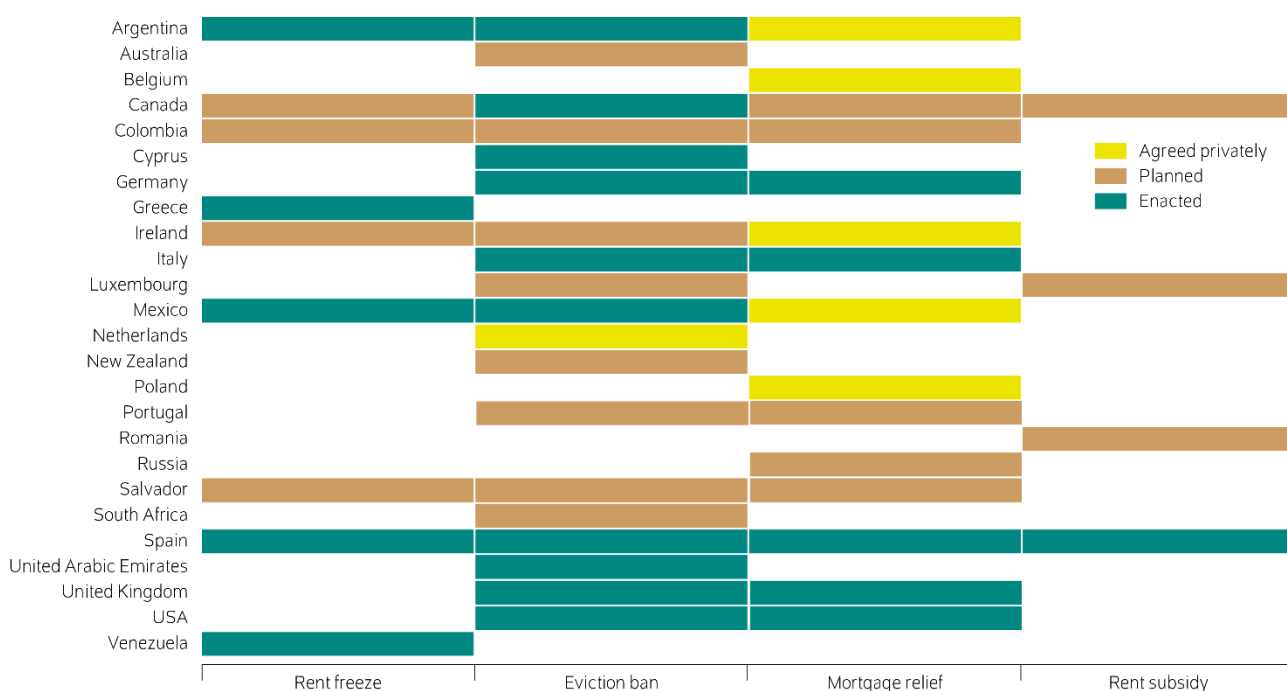 Argentina
Australia
Belgium
Canada
Colombia
Cyprus
Germany
Greece
Ireland
Italy
Luxembourg
Mexico
Netherlands
New Zealand
Poland
Portugal
Romania
Russia
Salvador
South Africa
Spain
United Arabic Emirates
United Kingdom
USA
Venezuela
Agreed privately
Planned
Enacted
Rent freeze Eviction ban Mortgage relief Rent subsidy